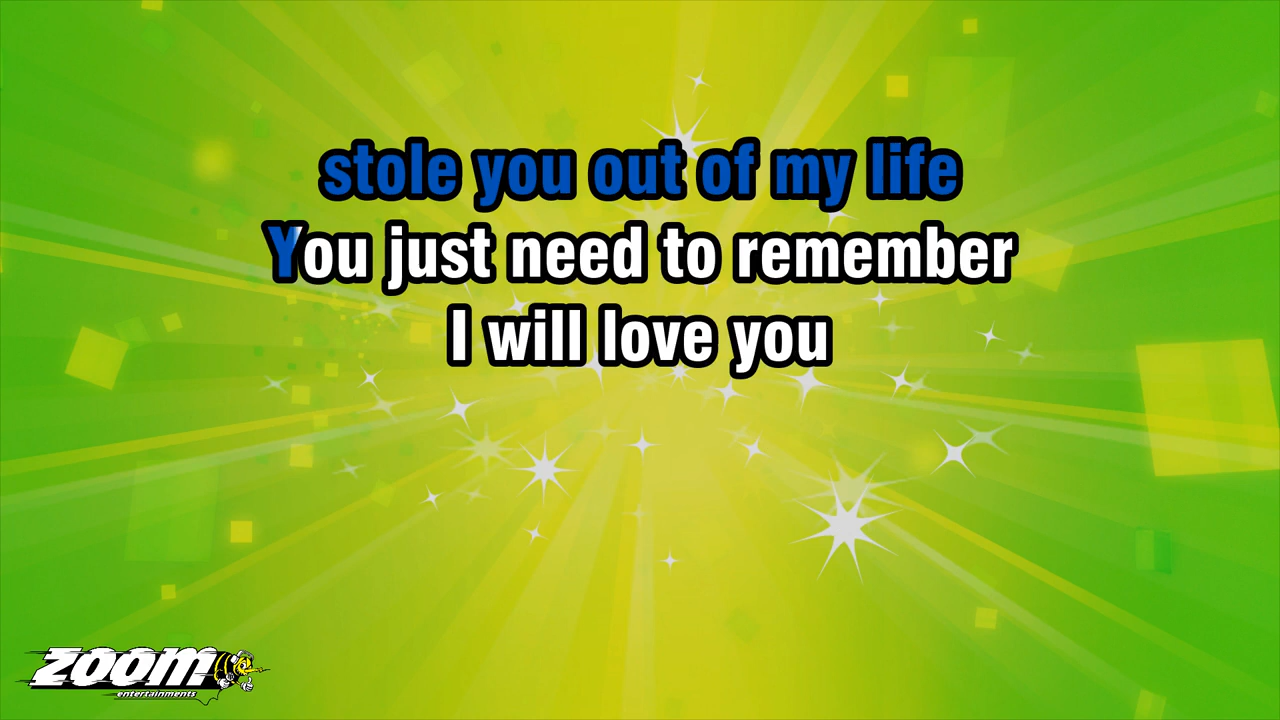 stole you out of my life
You just need to remember
I will love you
zoom
entertainments